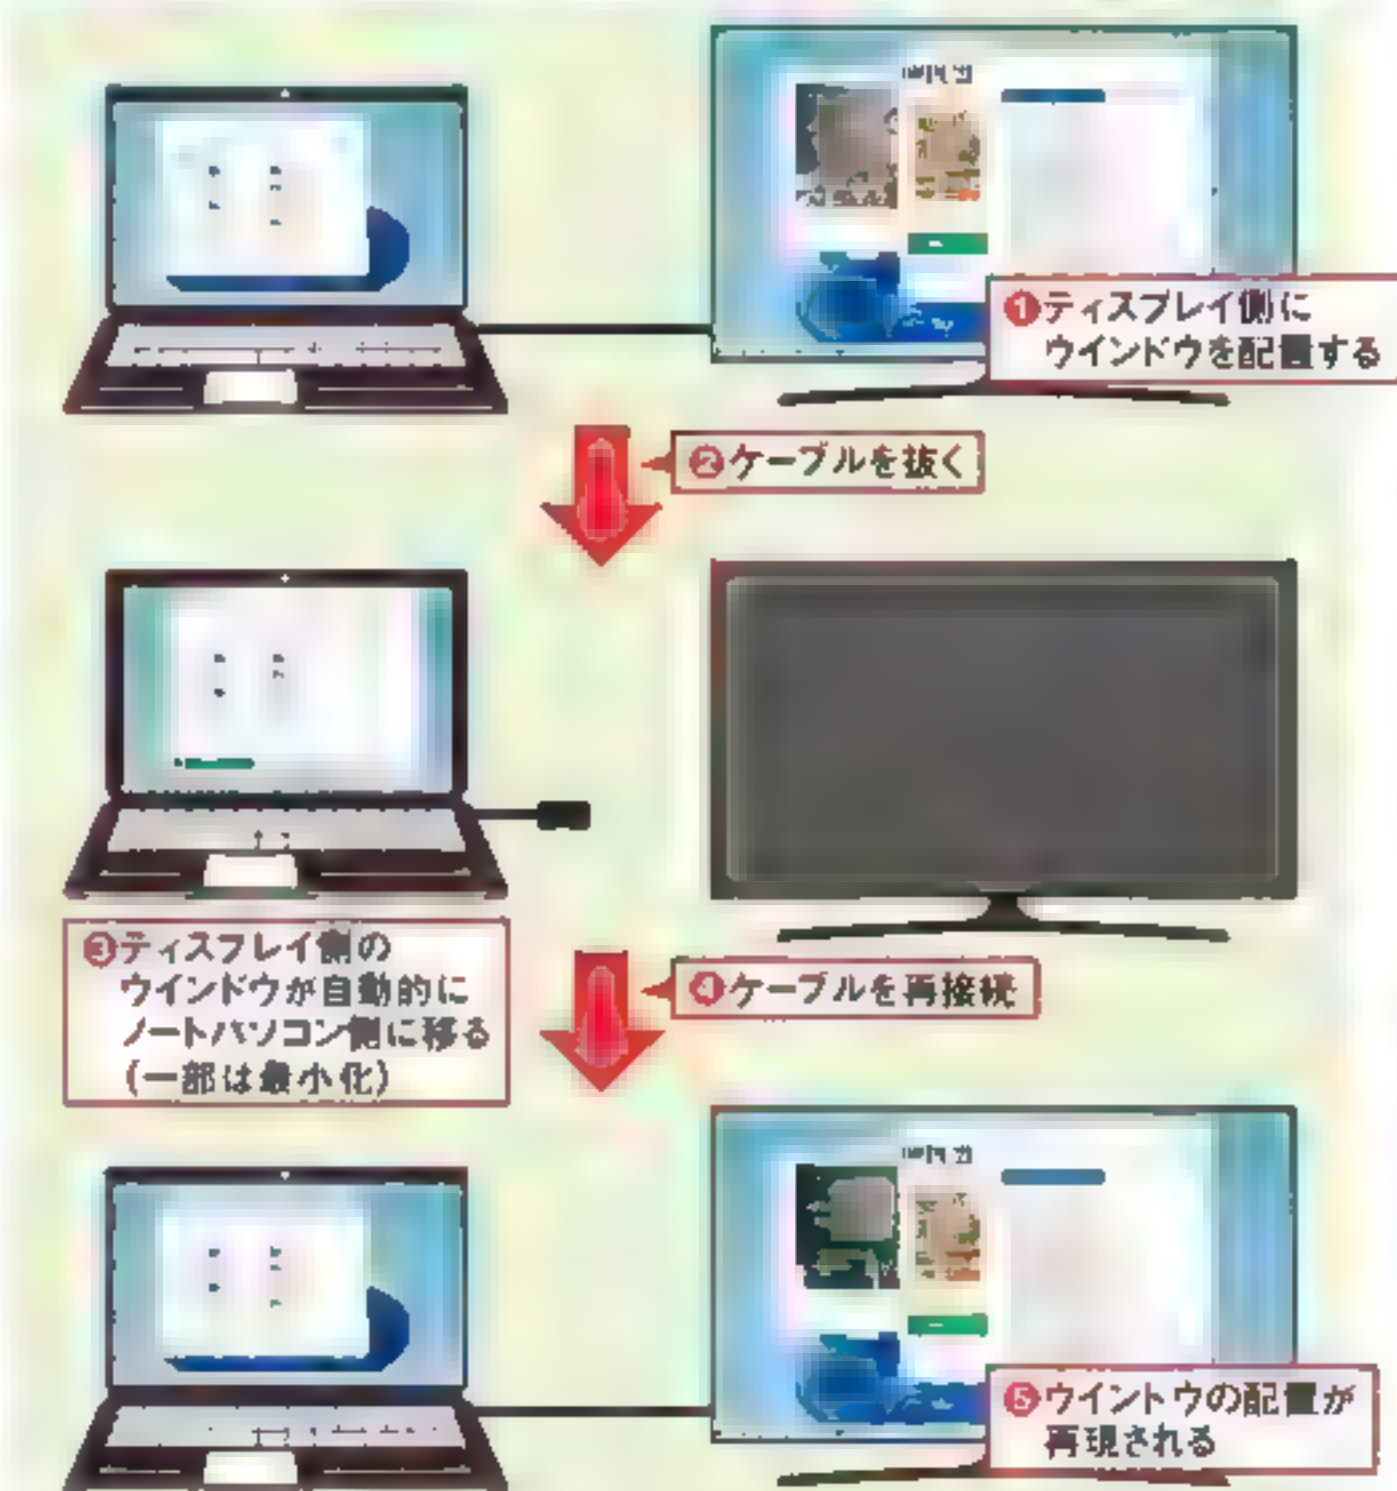 ❶ディスプレイ側に
ウインドウを配置する
❷ケーブルを抜く
❸ディスプレイ側の
ウインドウが自動的に
ノートパソコン側に移る
(一部は最小化)
❹ケーブルを再接続
❺ウインドウの配置が
再現される